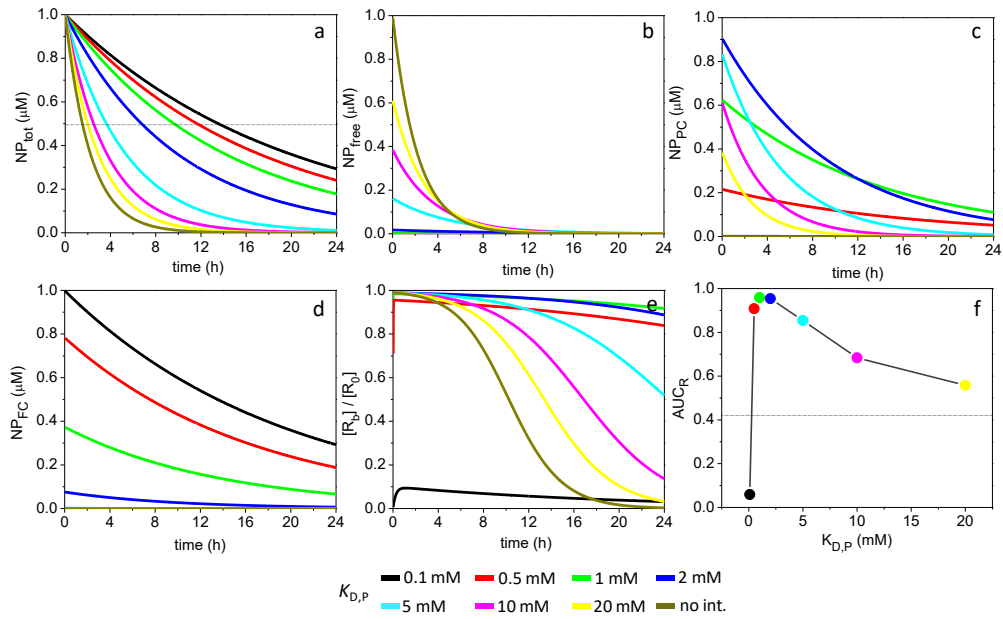 a
1.0
0.8
0.6
0.4
0.2
0.0
NPtot (μM)
0 4 8 12 16 20 24
time (h)
b
1.0
0.8
0.6
0.4
0.2
0.0
NPfree (μM)
0 4 8 12 16 20 24
time (h)
c
1.0
0.8
0.6
0.4
0.2
0.0
NPPC (μM)
0 4 8 12 16 20 24
time (h)
d
1.0
0.8
0.6
0.4
0.2
0.0
NPFC (μM)
0 4 8 12 16 20 24
time (h)
e
1.0
0.8
0.6
0.4
0.2
0.0
[Rb] / [R0]
0 4 8 12 16 20 24
time (h)
f
1.0
0.8
0.6
0.4
0.2
0.0
AUCR
0 5 10 15 20
KD,P (mM)
KD,P
0.1 mM 0.5 mM 1 mM 2 mM
5 mM 10 mM 20 mM no int.